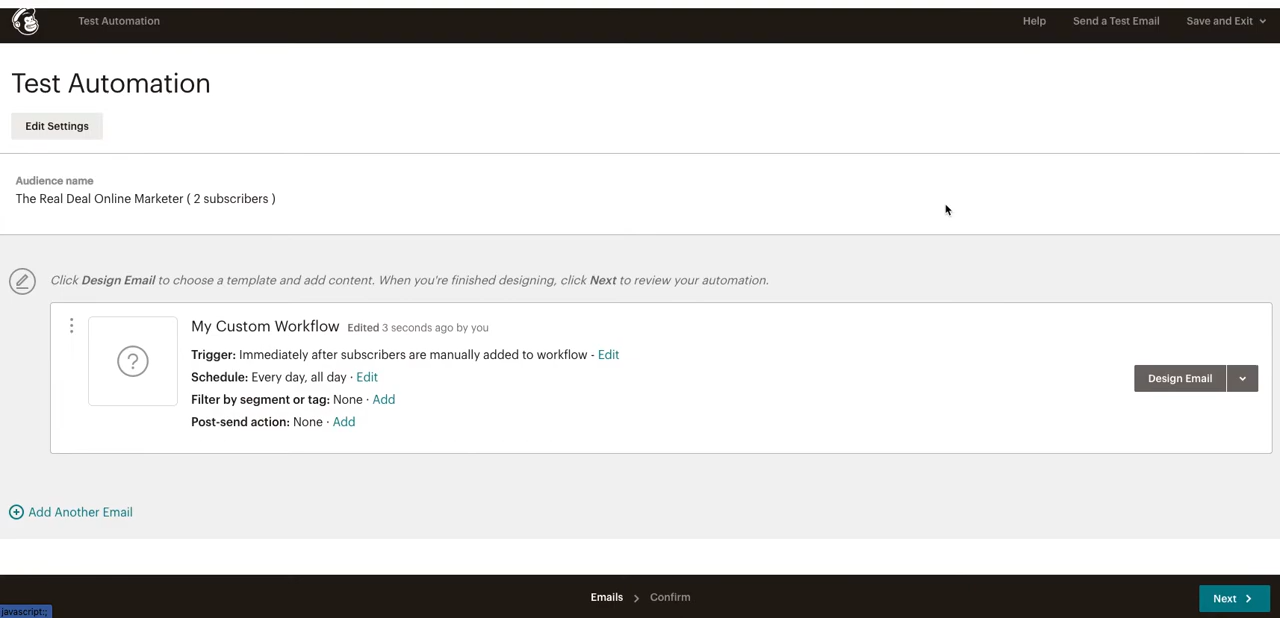 Test Automation
Help
Send a Test Email
Save and Exit
Test Automation
Edit Settings
Audience name
The Real Deal Online Marketer ( 2 subscribers )
Click Design Email to choose a template and add content. When you're finished designing, click Next to review your automation.
?
My Custom Workflow Edited 3 seconds ago by you
Trigger: Immediately after subscribers are manually added to workflow - Edit
Schedule: Every day, all day · Edit
Filter by segment or tag: None · Add
Post-send action: None · Add
Design Email
Add Another Email
Emails > Confirm
Next >
javascript:;